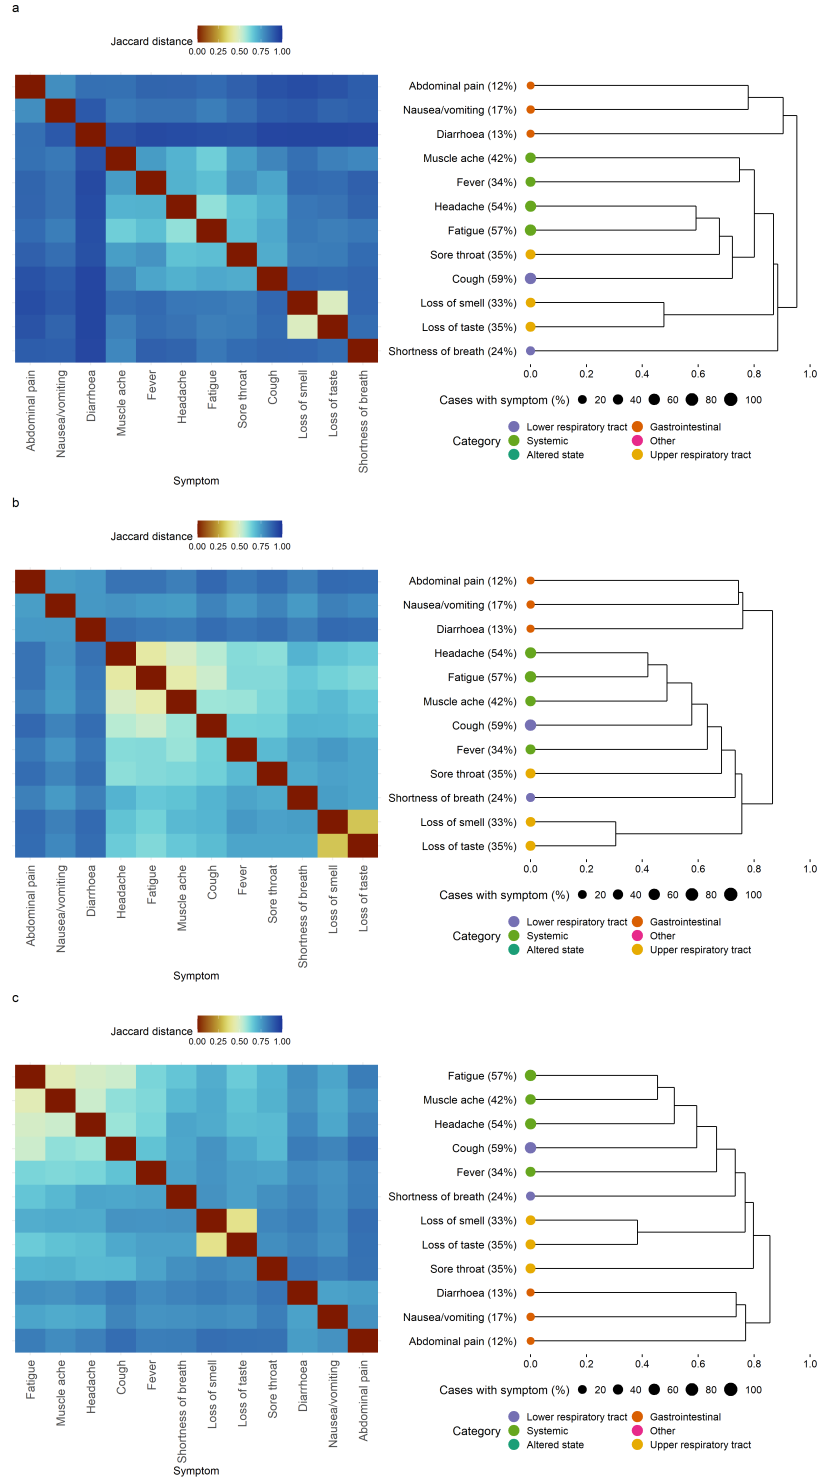 a
Jaccard distance
0.00 0.25 0.50 0.75 1.00
Abdominal pain
Nausea/vomiting
Diarrhoea
Muscle ache
Fever
Headache
Fatigue
Sore throat
Cough
Loss of smell
Loss of taste
Shortness of breath
Symptom
Abdominal pain (12%)
Nausea/vomiting (17%)
Diarrhoea (13%)
Muscle ache (42%)
Fever (34%)
Headache (54%)
Fatigue (57%)
Sore throat (35%)
Cough (59%)
Loss of smell (33%)
Loss of taste (35%)
Shortness of breath (24%)
0.0 0.2 0.4 0.6 0.8 1.0
Cases with symptom (%) 20 40 60 80 100
Category
Lower respiratory tract Gastrointestinal
Systemic Other
Altered state Upper respiratory tract
b
Jaccard distance
0.00 0.25 0.50 0.75 1.00
Abdominal pain
Nausea/vomiting
Diarrhoea
Headache
Fatigue
Muscle ache
Cough
Fever
Sore throat
Shortness of breath
Loss of smell
Loss of taste
Symptom
Abdominal pain (12%)
Nausea/vomiting (17%)
Diarrhoea (13%)
Headache (54%)
Fatigue (57%)
Muscle ache (42%)
Cough (59%)
Fever (34%)
Sore throat (35%)
Shortness of breath (24%)
Loss of smell (33%)
Loss of taste (35%)
0.0 0.2 0.4 0.6 0.8 1.0
Cases with symptom (%) 20 40 60 80 100
Category
Lower respiratory tract Gastrointestinal
Systemic Other
Altered state Upper respiratory tract
c
Jaccard distance
0.00 0.25 0.50 0.75 1.00
Fatigue
Muscle ache
Headache
Cough
Fever
Shortness of breath
Loss of smell
Loss of taste
Sore throat
Diarrhoea
Nausea/vomiting
Abdominal pain
Symptom
Fatigue (57%)
Muscle ache (42%)
Headache (54%)
Cough (59%)
Fever (34%)
Shortness of breath (24%)
Loss of smell (33%)
Loss of taste (35%)
Sore throat (35%)
Diarrhoea (13%)
Nausea/vomiting (17%)
Abdominal pain (12%)
0.0 0.2 0.4 0.6 0.8 1.0
Cases with symptom (%) 20 40 60 80 100
Category
Lower respiratory tract Gastrointestinal
Systemic Other
Altered state Upper respiratory tract